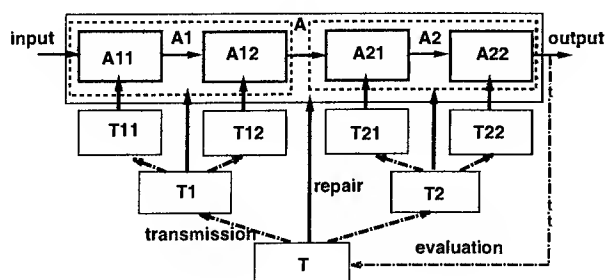 input A1 A A2 output
A11 A12 A21 A22
T11 T12 T21 T22
T1 repair T2
transmission evaluation
T